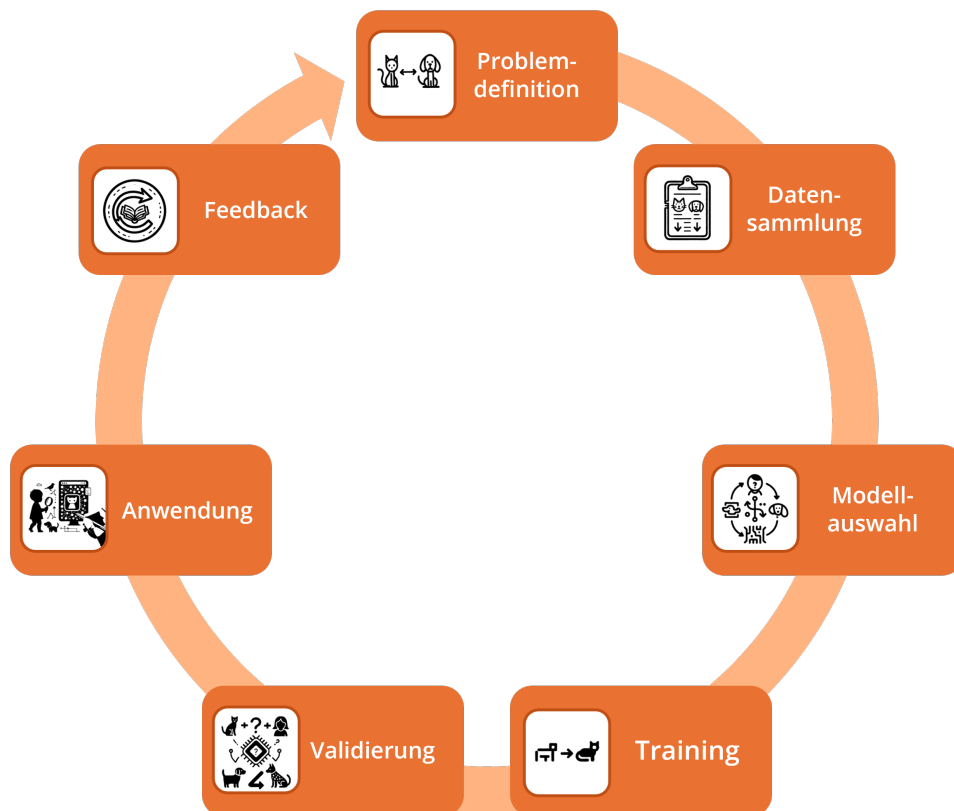 Problem-
definition
Daten-
sammlung
Modell-
auswahl
Training
Validierung
Anwendung
Feedback